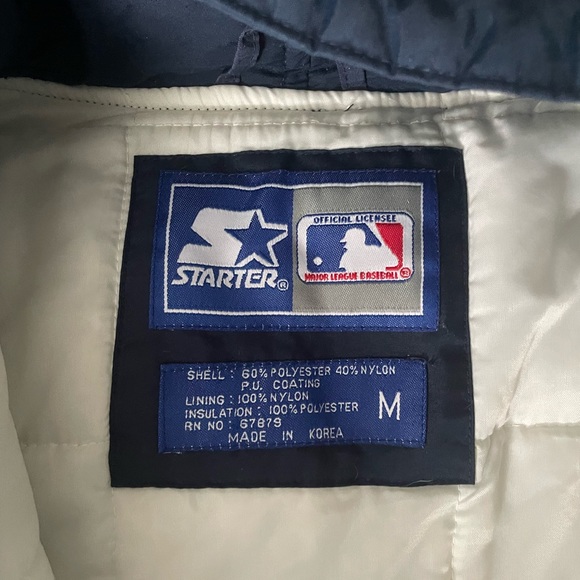 STARTER®
OFFICIAL LICENSEE
MAJOR LEAGUE BASEBALL
SHELL : 60% POLYESTER 40% NYLON
P.U. COATING
LINING : 100% NYLON
INSULATION : 100% POLYESTER
RN NO : 67879
MADE IN KOREA
M